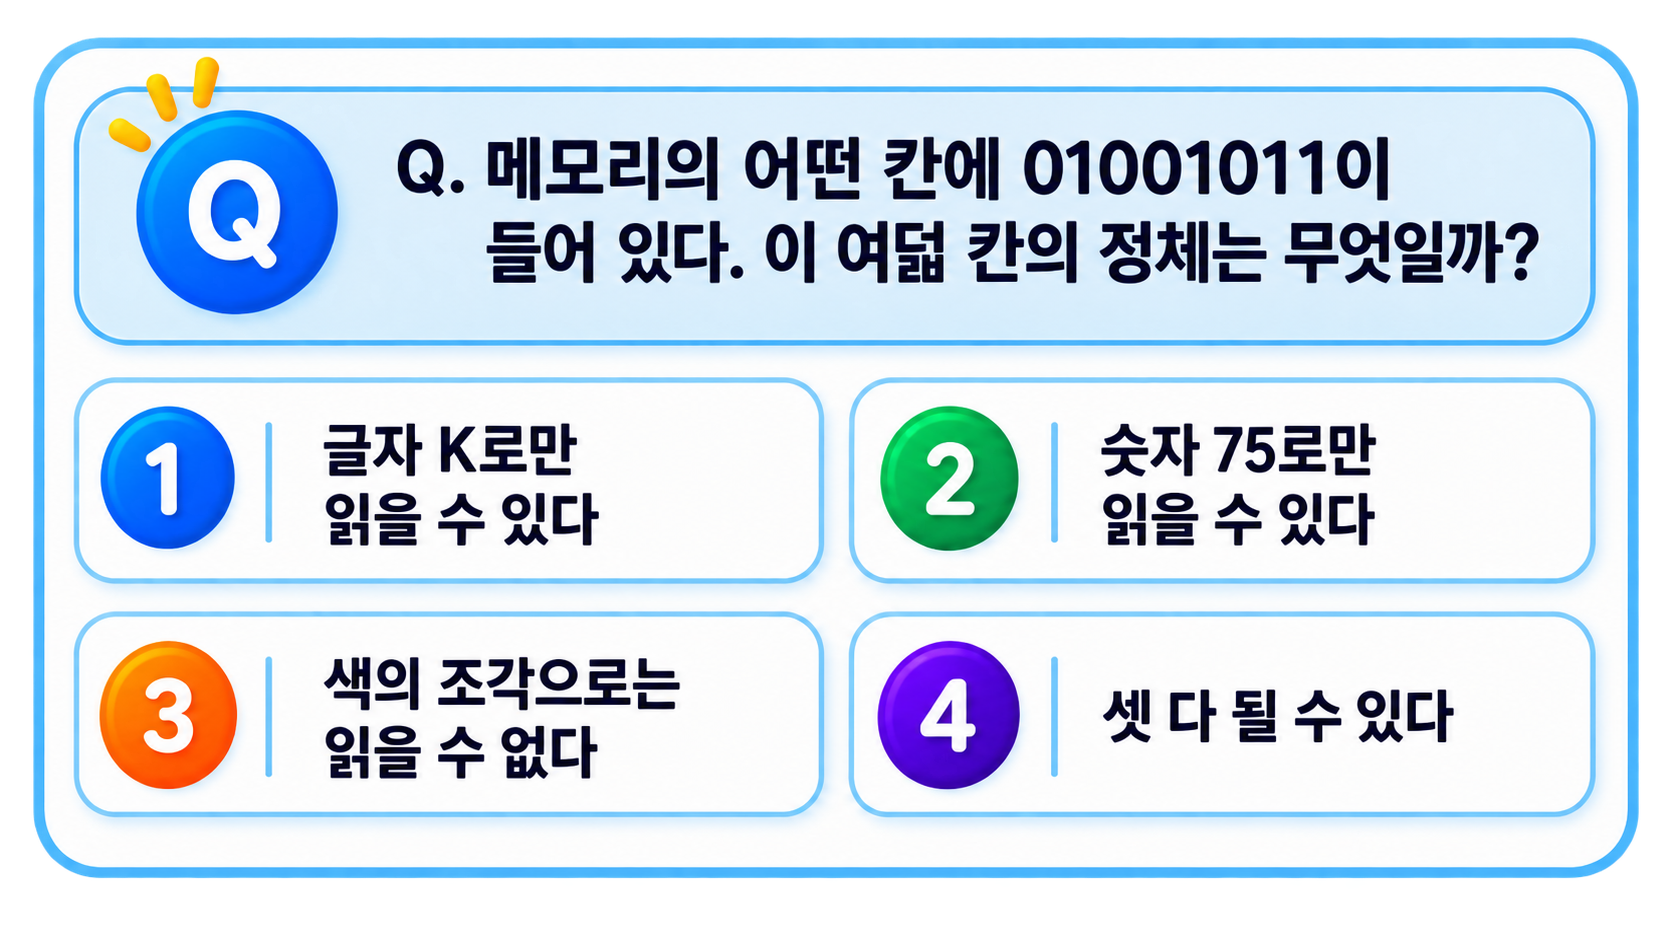 Q
Q. 메모리의 어떤 칸에 01001011이
들어 있다. 이 여덟 칸의 정체는 무엇일까?
1
글자 K로만
읽을 수 있다
2
숫자 75로만
읽을 수 있다
3
색의 조각으로는
읽을 수 없다
4
셋 다 될 수 있다